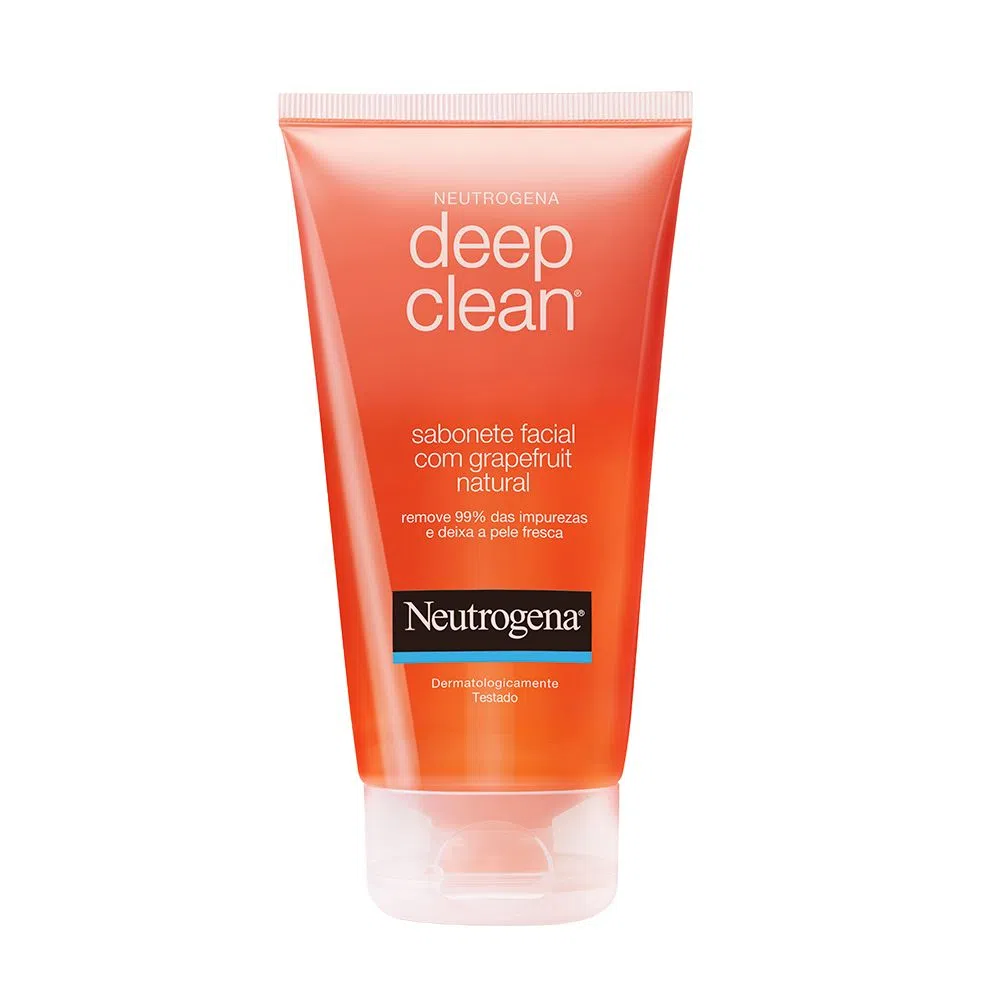 NEUTROGENA
deep
clean®
sabonete facial
com grapefruit
natural
remove 99% das impurezas
e deixa a pele fresca
Neutrogena®
Dermatologicamente
Testado